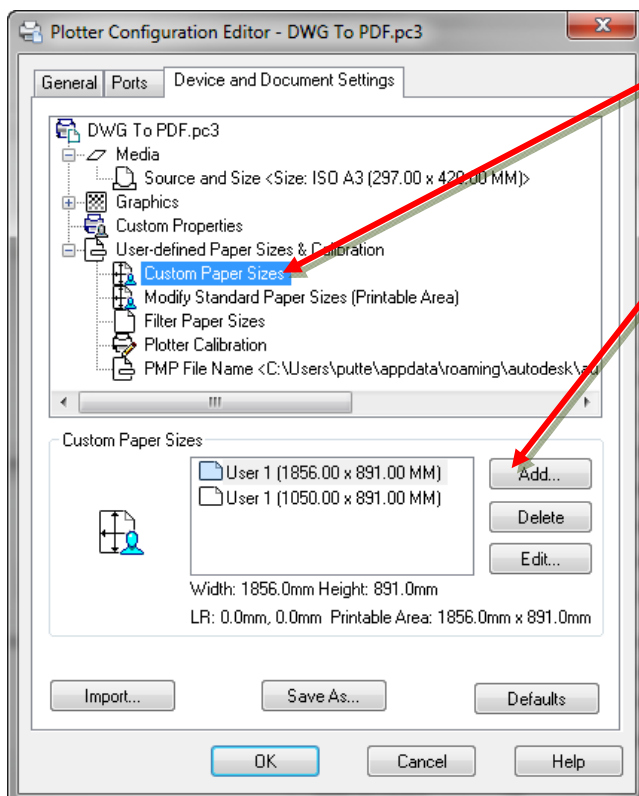 Plotter Configuration Editor - DWG To PDF.pc3
General Ports Device and Document Settings
DWG To PDF.pc3
Media
Source and Size <Size: ISO A3 (297.00 x 420.00 MM)>
Graphics
Custom Properties
User-defined Paper Sizes & Calibration
Custom Paper Sizes
Modify Standard Paper Sizes (Printable Area)
Filter Paper Sizes
Plotter Calibration
PMP File Name <C:\Users\putte\appdata\roaming\autodesk\au
Custom Paper Sizes
User 1 (1856.00 x 891.00 MM)
User 1 (1050.00 x 891.00 MM)
Add...
Delete
Edit...
Width: 1856.0mm Height: 891.0mm
LR: 0.0mm, 0.0mm Printable Area: 1856.0mm x 891.0mm
Import... Save As... Defaults
OK Cancel Help